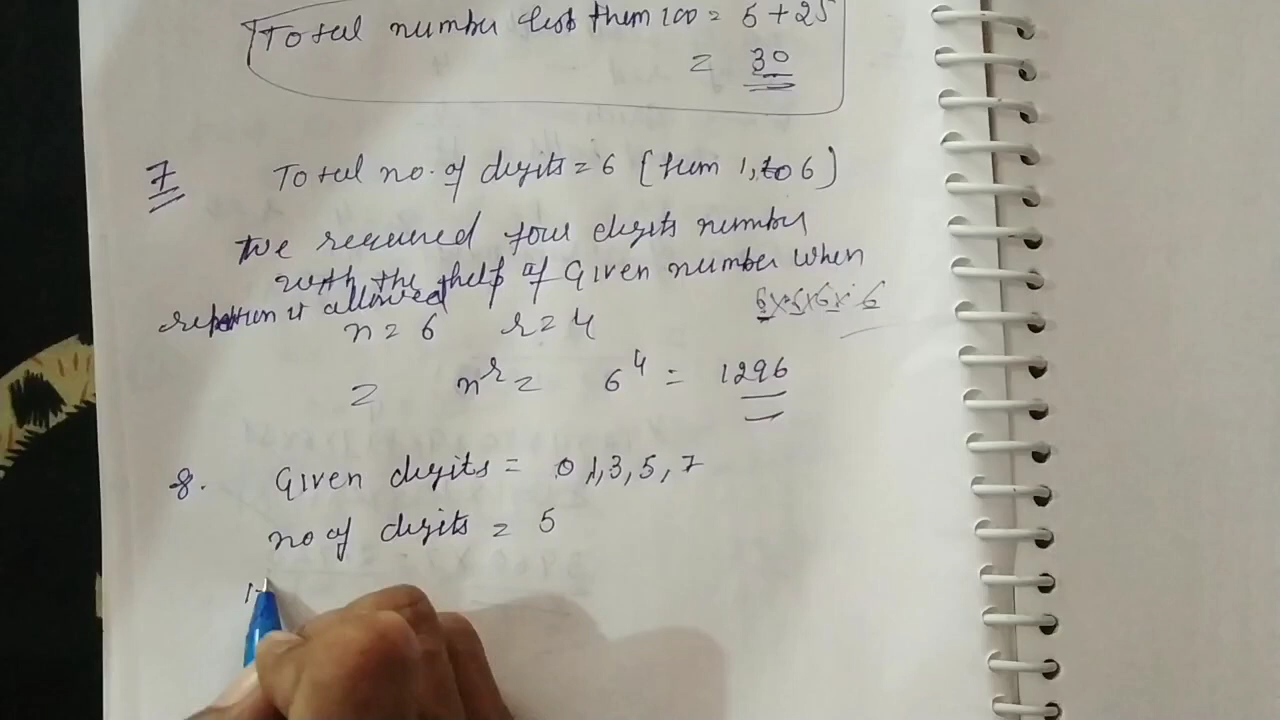 Total number less them 100 = 5 + 25
= 30
7 Total no. of digits = 6 [from 1, to 6)
We required four digits number
with the help of Given number when
repetition is allowed
6×6×6×6
n = 6 r = 4
= n^r = 6^4 = 1296
8. Given digits = 0 1, 3, 5, 7
no of digits = 5